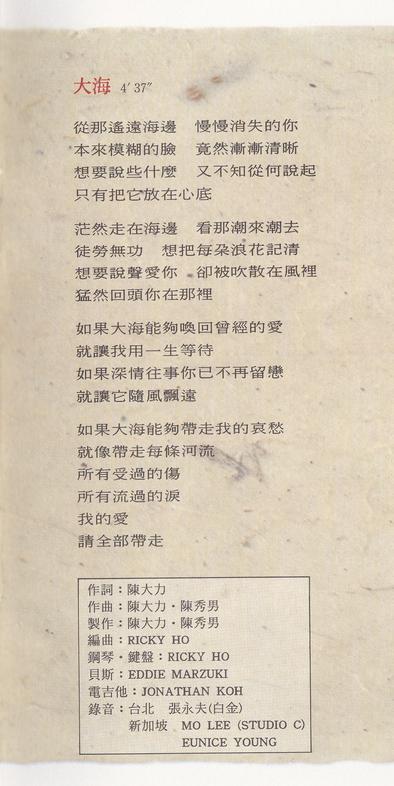 大海 4′37″
從那遙遠海邊 慢慢消失的你
本來模糊的臉 竟然漸漸清晰
想要說些什麼 又不知從何說起
只有把它放在心底
茫然走在海邊 看那潮來潮去
徒勞無功 想把每朵浪花記清
想要說聲愛你 卻被吹散在風裡
猛然回頭你在那裡
如果大海能夠喚回曾經的愛
就讓我用一生等待
如果深情往事你已不再留戀
就讓它隨風飄遠
如果大海能夠帶走我的哀愁
就像帶走每條河流
所有受過的傷
所有流過的淚
我的愛
請全部帶走
作詞：陳大力
作曲：陳大力・陳秀男
製作：陳大力・陳秀男
編曲：RICKY HO
鋼琴・鍵盤：RICKY HO
貝斯：EDDIE MARZUKI
電吉他：JONATHAN KOH
錄音：台北 張永夫(白金)
新加坡 MO LEE (STUDIO C)
EUNICE YOUNG